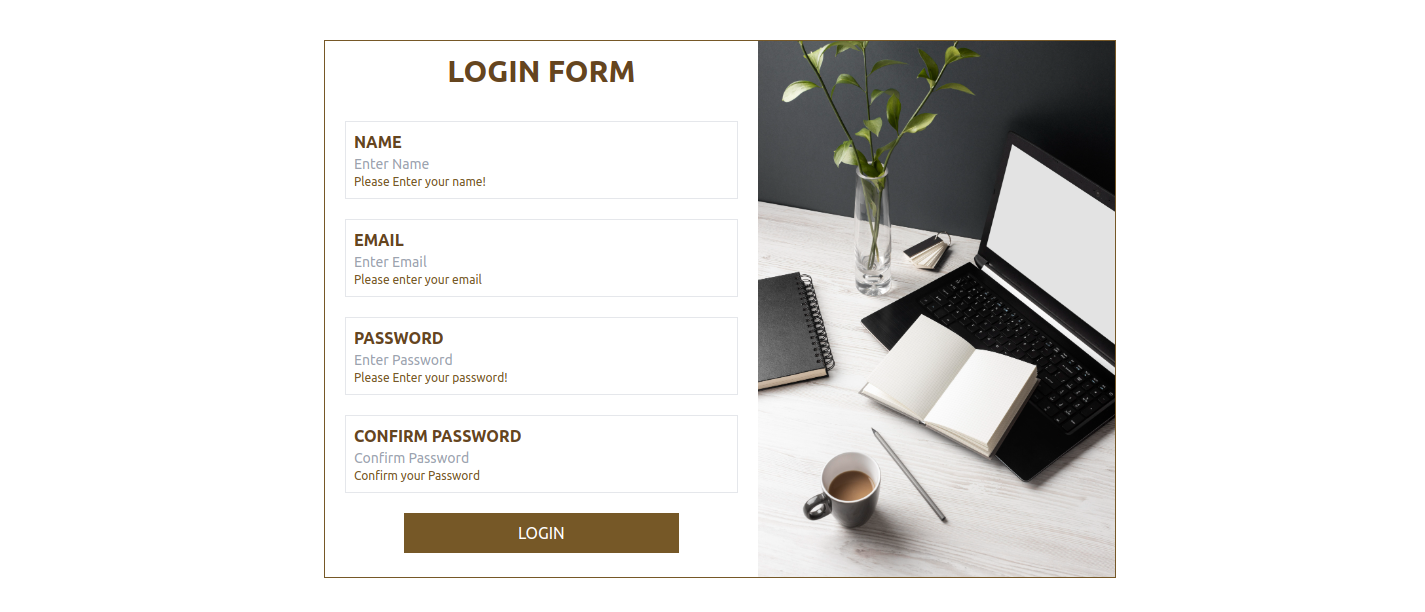 LOGIN FORM
NAME
Enter Name
Please Enter your name!
EMAIL
Enter Email
Please enter your email
PASSWORD
Enter Password
Please Enter your password!
CONFIRM PASSWORD
Confirm Password
Confirm your Password
LOGIN